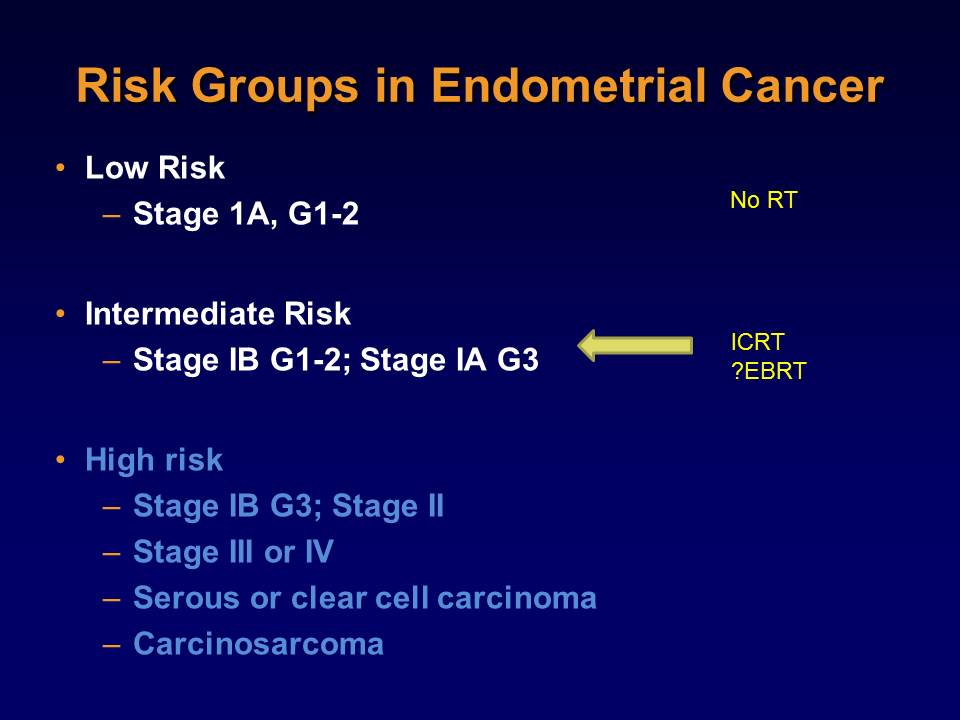 Risk Groups in Endometrial Cancer
• Low Risk
– Stage 1A, G1-2
No RT
• Intermediate Risk
– Stage IB G1-2; Stage IA G3
ICRT
?EBRT
• High risk
– Stage IB G3; Stage II
– Stage III or IV
– Serous or clear cell carcinoma
– Carcinosarcoma